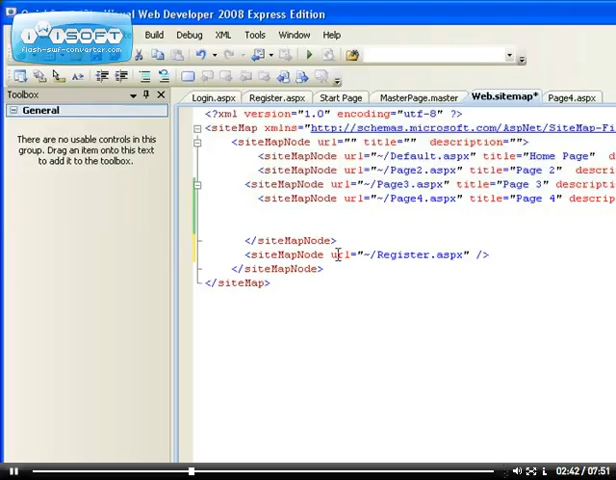 Visual Web Developer 2008 Express Edition
iWisoft
flash-swf-converter.com
Build Debug XML Tools Window Help
Toolbox
General
There are no usable controls in this
group. Drag an item onto this text
to add it to the toolbox.
Login.aspx Register.aspx Start Page MasterPage.master Web.sitemap* Page4.aspx
<?xml version="1.0" encoding="utf-8" ?>
<siteMap xmlns="http://schemas.microsoft.com/AspNet/SiteMap-Fi
<siteMapNode url="" title="" description="">
<siteMapNode url="~/Default.aspx" title="Home Page" d
<siteMapNode url="~/Page2.aspx" title="Page 2" descri
<siteMapNode url="~/Page3.aspx" title="Page 3" descripti
<siteMapNode url="~/Page4.aspx" title="Page 4" descri
</siteMapNode>
<siteMapNode url="~/Register.aspx" />
</siteMapNode>
</siteMap>
02:42 / 07:51